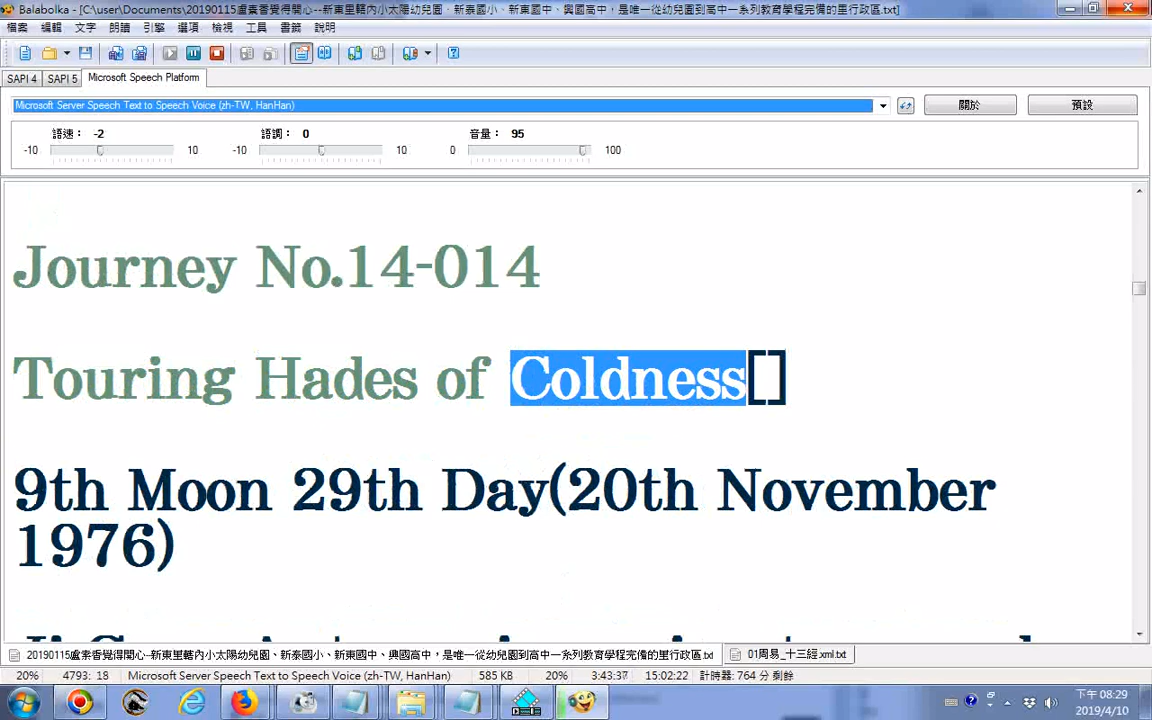 Balabolka - [C:\user\Documents\20190115盧素香覺得開心--新東里轄內小太陽幼兒園、新泰國小、新東國中、興國高中，是唯一從幼兒園到高中一系列教育學程完備的里行政區.txt]
檔案 編輯 文字 朗讀 引擎 選項 檢視 工具 書籤 說明
SAPI 4 SAPI 5 Microsoft Speech Platform
Microsoft Server Speech Text to Speech Voice (zh-TW, HanHan) 關於 預設
語速： -2 語調： 0 音量： 95
-10 10 -10 10 0 100
Journey No.14-014
Touring Hades of Coldness[]
9th Moon 29th Day(20th November
1976)
20190115盧素香覺得開心--新東里轄內小太陽幼兒園、新泰國小、新東國中、興國高中，是唯一從幼兒園到高中一系列教育學程完備的里行政區.txt 01周易_十三經.xml.txt
20% 4793: 18 Microsoft Server Speech Text to Speech Voice (zh-TW, HanHan) 585 KB 20% 3:43:37 15:02:22 計時器: 764 分 剩餘
下午 08:29
2019/4/10